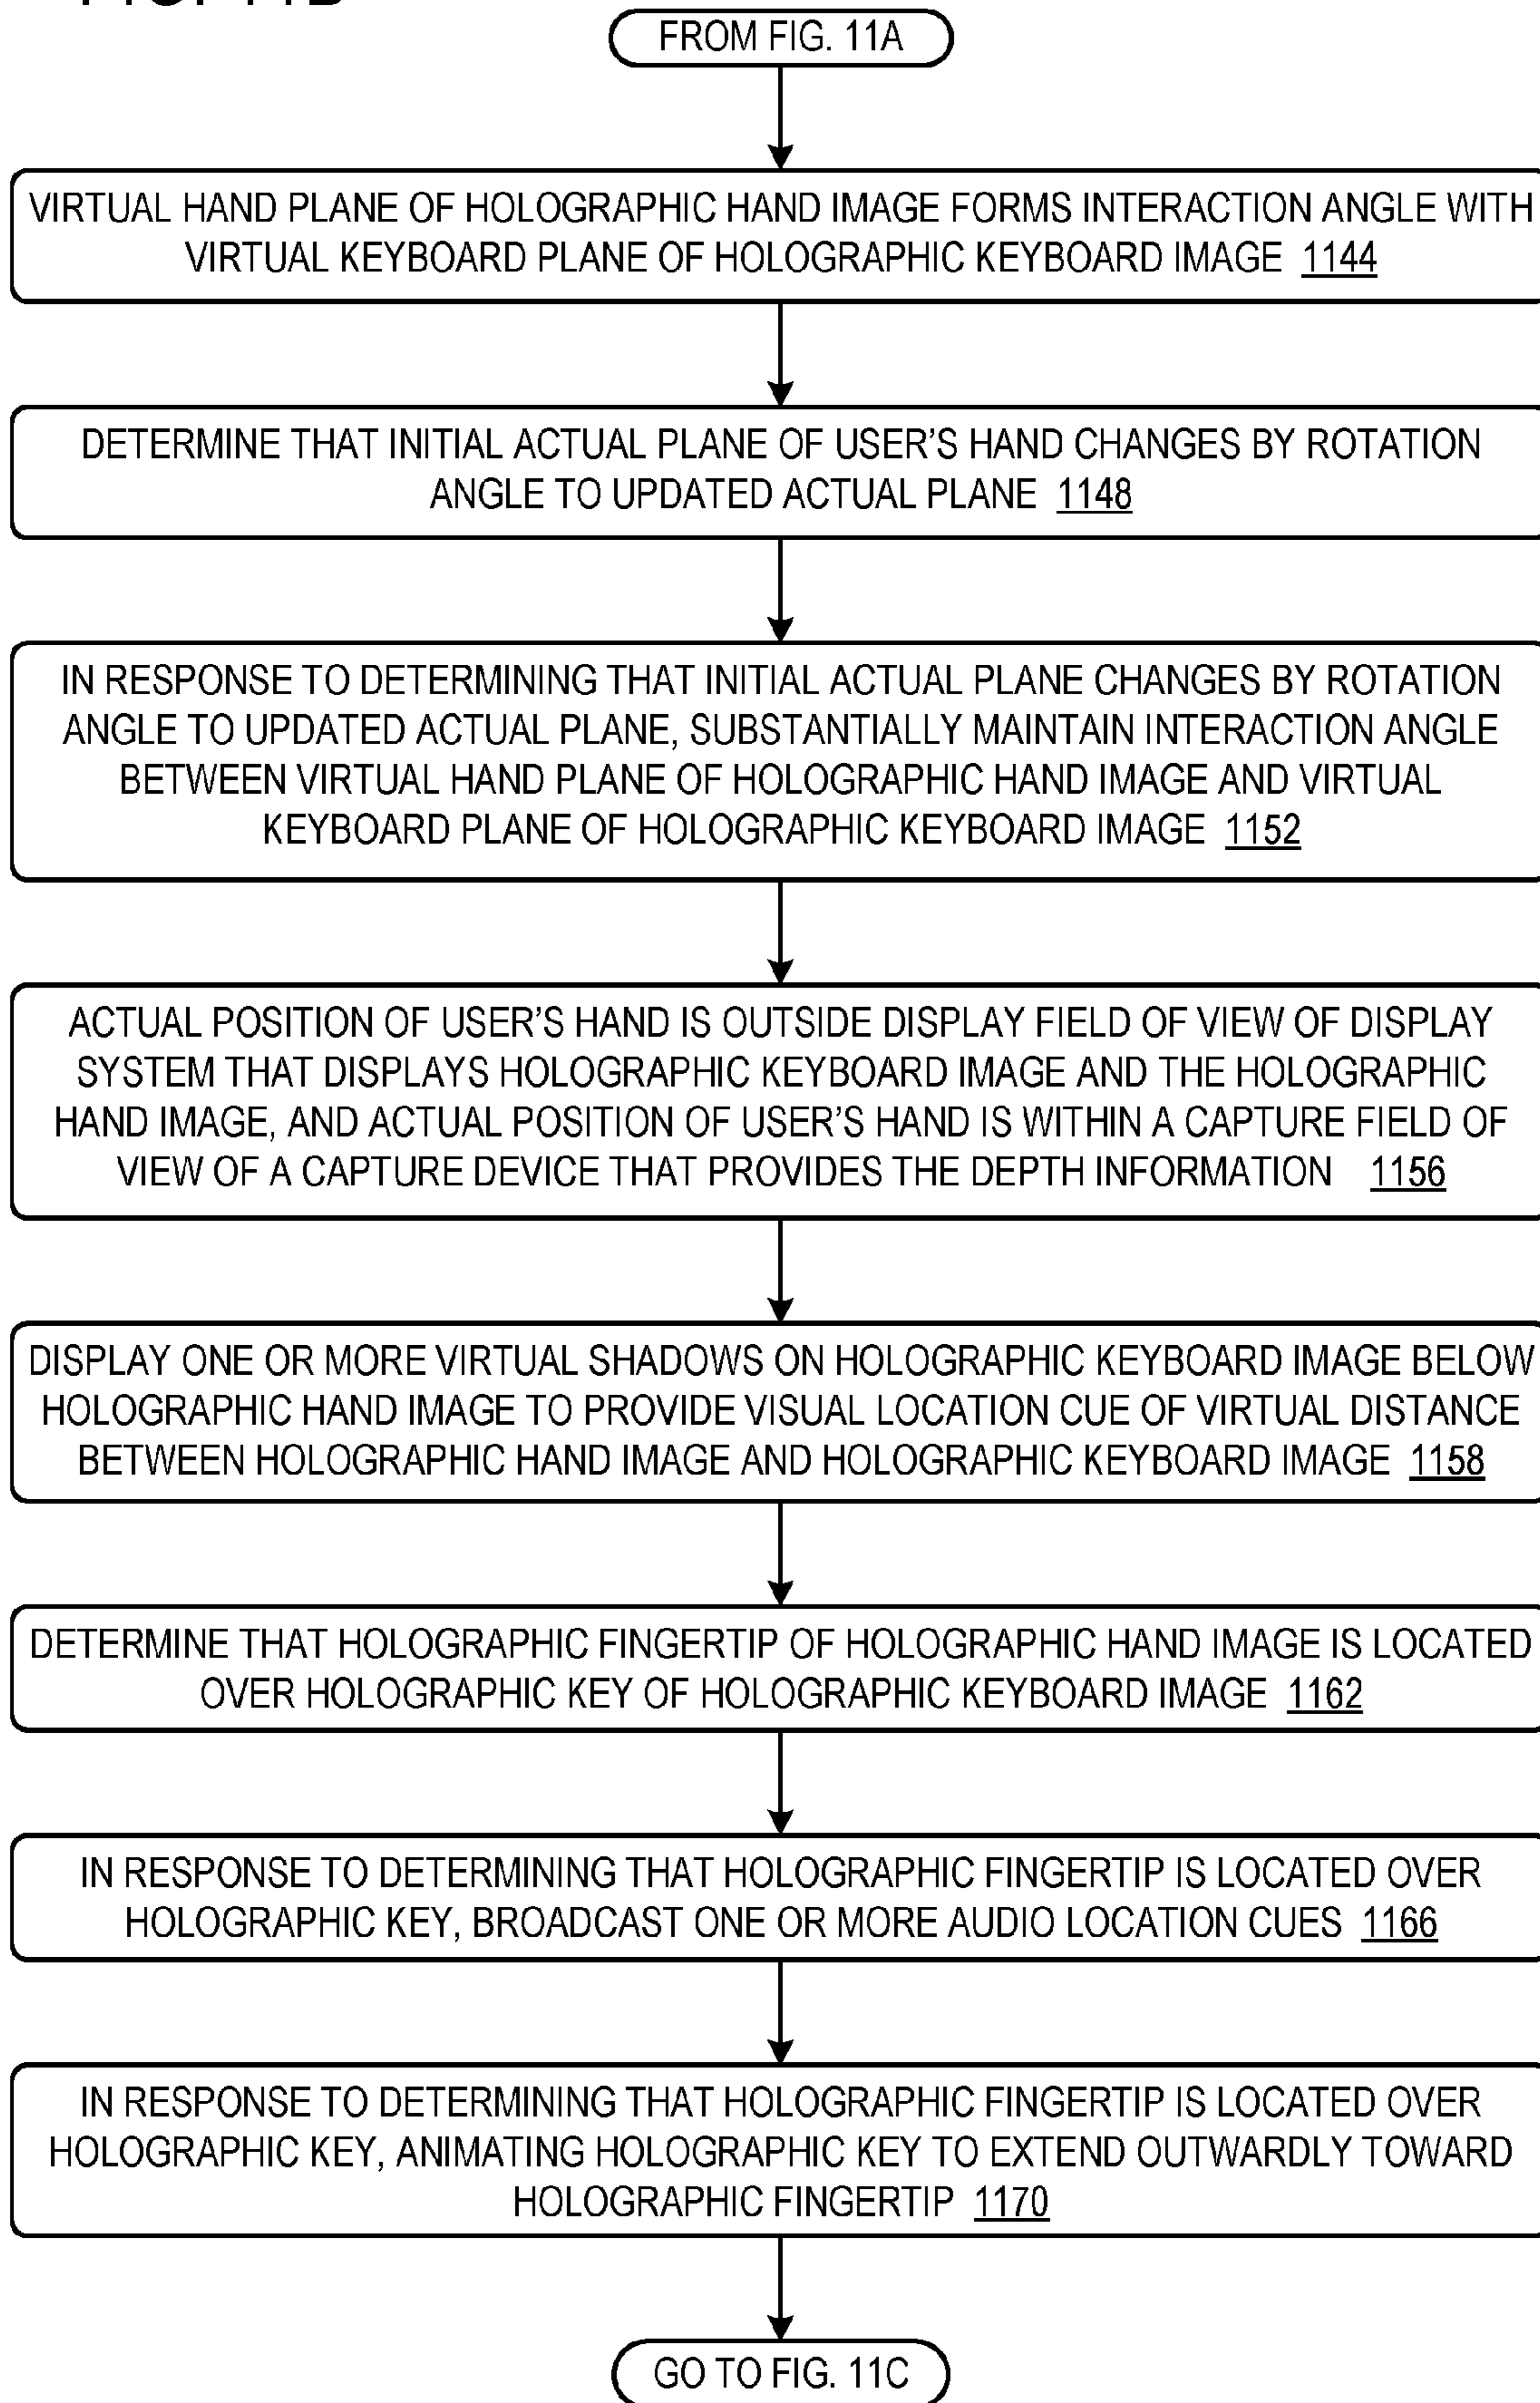 FROM FIG. 11A
VIRTUAL HAND PLANE OF HOLOGRAPHIC HAND IMAGE FORMS INTERACTION ANGLE WITH
VIRTUAL KEYBOARD PLANE OF HOLOGRAPHIC KEYBOARD IMAGE 1144
DETERMINE THAT INITIAL ACTUAL PLANE OF USER'S HAND CHANGES BY ROTATION
ANGLE TO UPDATED ACTUAL PLANE 1148
IN RESPONSE TO DETERMINING THAT INITIAL ACTUAL PLANE CHANGES BY ROTATION
ANGLE TO UPDATED ACTUAL PLANE, SUBSTANTIALLY MAINTAIN INTERACTION ANGLE
BETWEEN VIRTUAL HAND PLANE OF HOLOGRAPHIC HAND IMAGE AND VIRTUAL
KEYBOARD PLANE OF HOLOGRAPHIC KEYBOARD IMAGE 1152
ACTUAL POSITION OF USER'S HAND IS OUTSIDE DISPLAY FIELD OF VIEW OF DISPLAY
SYSTEM THAT DISPLAYS HOLOGRAPHIC KEYBOARD IMAGE AND THE HOLOGRAPHIC
HAND IMAGE, AND ACTUAL POSITION OF USER'S HAND IS WITHIN A CAPTURE FIELD OF
VIEW OF A CAPTURE DEVICE THAT PROVIDES THE DEPTH INFORMATION 1156
DISPLAY ONE OR MORE VIRTUAL SHADOWS ON HOLOGRAPHIC KEYBOARD IMAGE BELOW
HOLOGRAPHIC HAND IMAGE TO PROVIDE VISUAL LOCATION CUE OF VIRTUAL DISTANCE
BETWEEN HOLOGRAPHIC HAND IMAGE AND HOLOGRAPHIC KEYBOARD IMAGE 1158
DETERMINE THAT HOLOGRAPHIC FINGERTIP OF HOLOGRAPHIC HAND IMAGE IS LOCATED
OVER HOLOGRAPHIC KEY OF HOLOGRAPHIC KEYBOARD IMAGE 1162
IN RESPONSE TO DETERMINING THAT HOLOGRAPHIC FINGERTIP IS LOCATED OVER
HOLOGRAPHIC KEY, BROADCAST ONE OR MORE AUDIO LOCATION CUES 1166
IN RESPONSE TO DETERMINING THAT HOLOGRAPHIC FINGERTIP IS LOCATED OVER
HOLOGRAPHIC KEY, ANIMATING HOLOGRAPHIC KEY TO EXTEND OUTWARDLY TOWARD
HOLOGRAPHIC FINGERTIP 1170
GO TO FIG. 11C